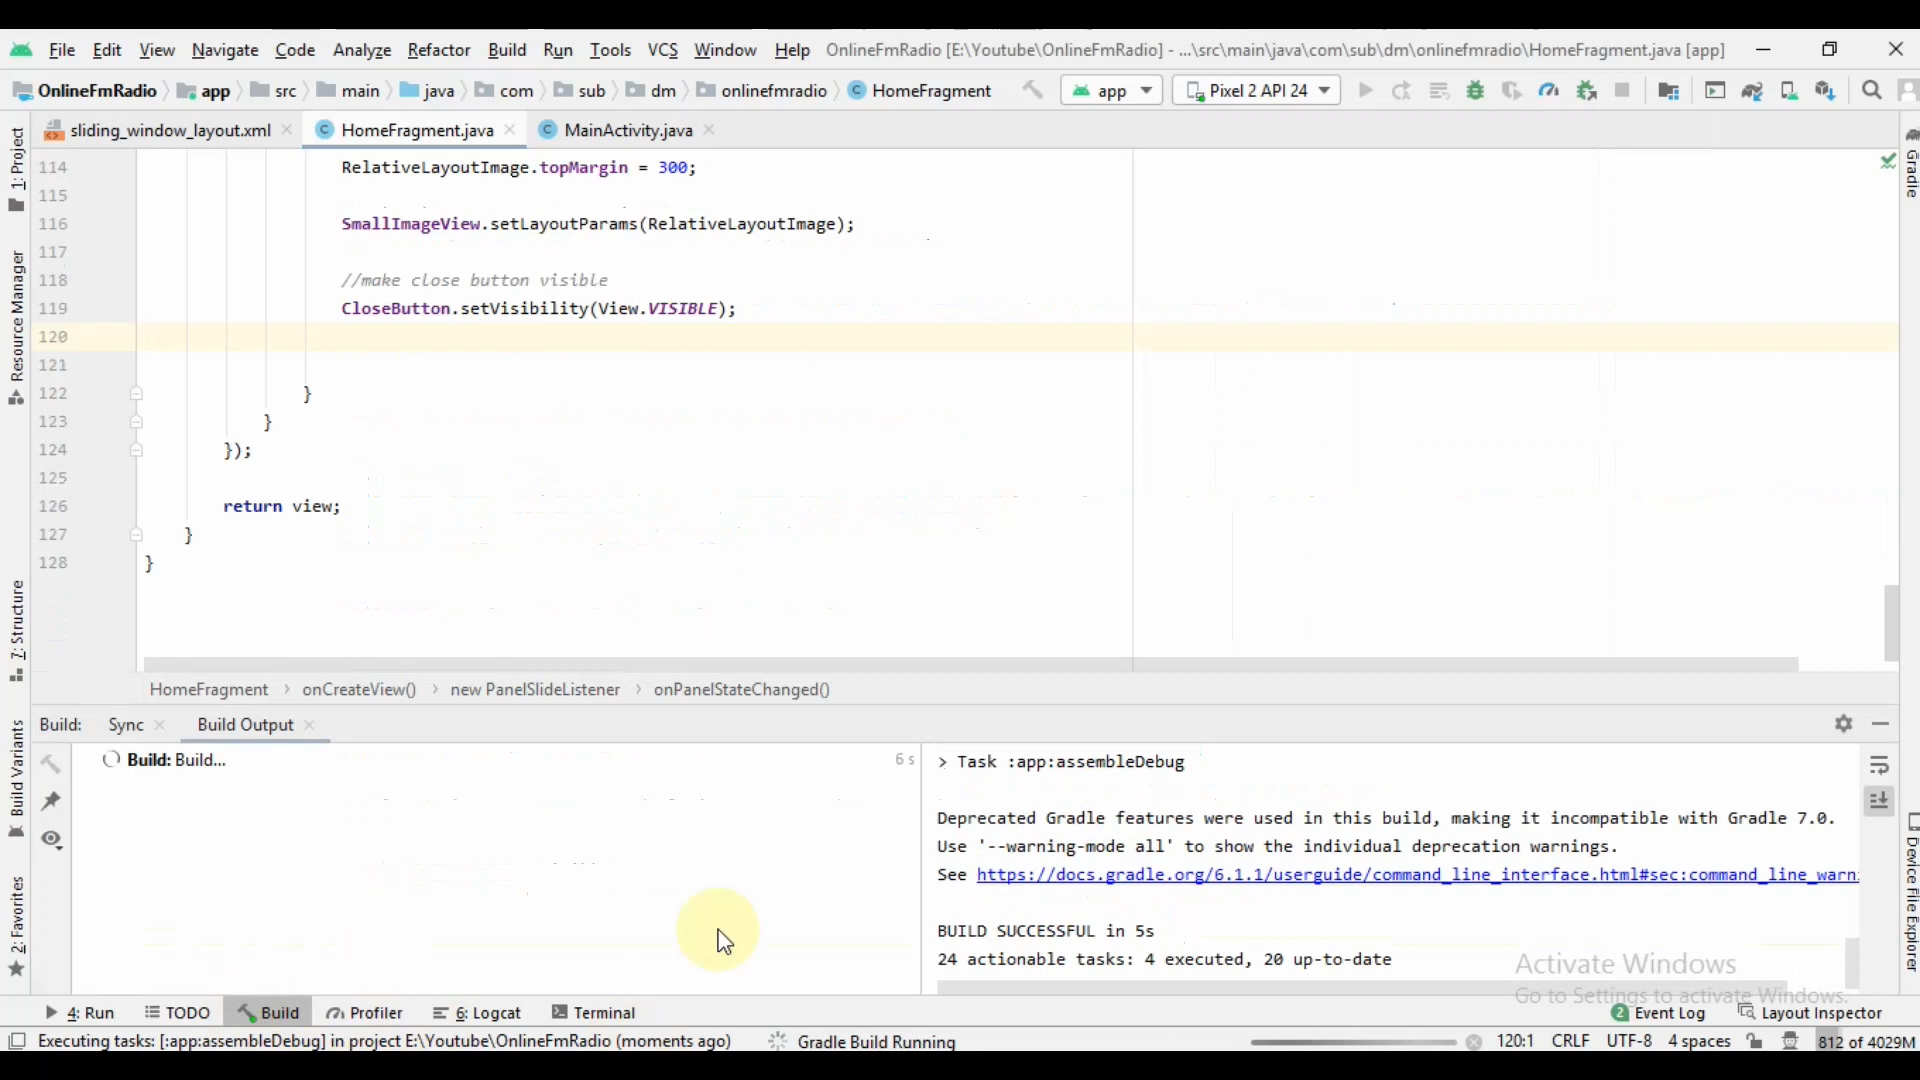 File Edit View Navigate Code Analyze Refactor Build Run Tools VCS Window Help OnlineFmRadio [E:\Youtube\OnlineFmRadio] - ...\src\main\java\com\sub\dm\onlinefmradio\HomeFragment.java [app]
OnlineFmRadio app src main java com sub dm onlinefmradio HomeFragment app Pixel 2 API 24
sliding_window_layout.xml HomeFragment.java MainActivity.java
1: Project
Resource Manager
7: Structure
Build Variants
2: Favorites
Gradle
Device File Explorer
114 RelativeLayoutImage.topMargin = 300;
115
116 SmallImageView.setLayoutParams(RelativeLayoutImage);
117
118 //make close button visible
119 CloseButton.setVisibility(View.VISIBLE);
120
121
122 }
123 }
124 });
125
126 return view;
127 }
128 }
HomeFragment › onCreateView() › new PanelSlideListener › onPanelStateChanged()
Build: Sync Build Output
Build: Build... 6 s
> Task :app:assembleDebug
Deprecated Gradle features were used in this build, making it incompatible with Gradle 7.0.
Use '--warning-mode all' to show the individual deprecation warnings.
See https://docs.gradle.org/6.1.1/userguide/command_line_interface.html#sec:command_line_warni
BUILD SUCCESSFUL in 5s
24 actionable tasks: 4 executed, 20 up-to-date
Activate Windows
Go to Settings to activate Windows.
4: Run TODO Build Profiler 6: Logcat Terminal 2 Event Log Layout Inspector
Executing tasks: [:app:assembleDebug] in project E:\Youtube\OnlineFmRadio (moments ago) Gradle Build Running 120:1 CRLF UTF-8 4 spaces 812 of 4029M